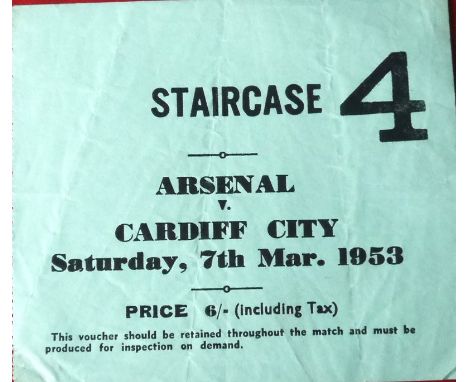 STAIRCASE 4
ARSENAL
v.
CARDIFF CITY
Saturday, 7th Mar. 1953
PRICE 6/- (including Tax)
This voucher should be retained throughout the match and must be
produced for inspection on demand.